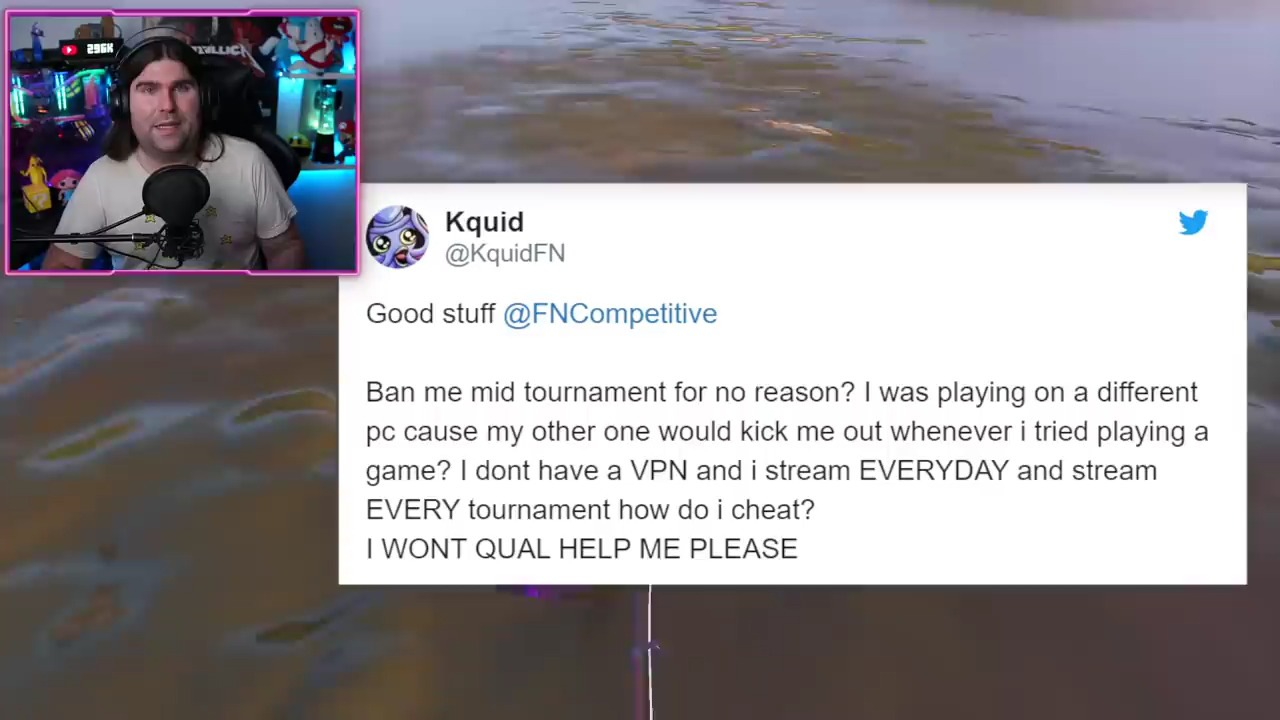 296K
METALLICA
Kquid
@KquidFN
Good stuff @FNCompetitive
Ban me mid tournament for no reason? I was playing on a different
pc cause my other one would kick me out whenever i tried playing a
game? I dont have a VPN and i stream EVERYDAY and stream
EVERY tournament how do i cheat?
I WONT QUAL HELP ME PLEASE